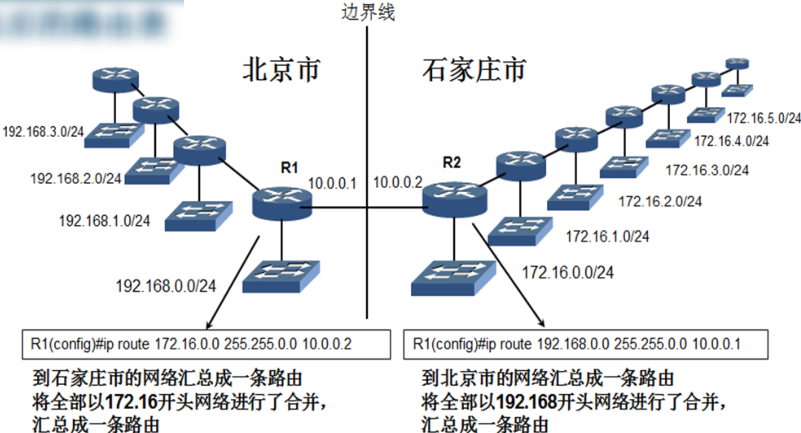 边界线
北京市
石家庄市
192.168.3.0/24
192.168.2.0/24
192.168.1.0/24
192.168.0.0/24
R1
10.0.0.1
10.0.0.2
R2
172.16.5.0/24
172.16.4.0/24
172.16.3.0/24
172.16.2.0/24
172.16.1.0/24
172.16.0.0/24
R1(config)#ip route 172.16.0.0 255.255.0.0 10.0.0.2
到石家庄市的网络汇总成一条路由
将全部以172.16开头网络进行了合并，
汇总成一条路由
R1(config)#ip route 192.168.0.0 255.255.0.0 10.0.0.1
到北京市的网络汇总成一条路由
将全部以192.168开头网络进行了合并，
汇总成一条路由